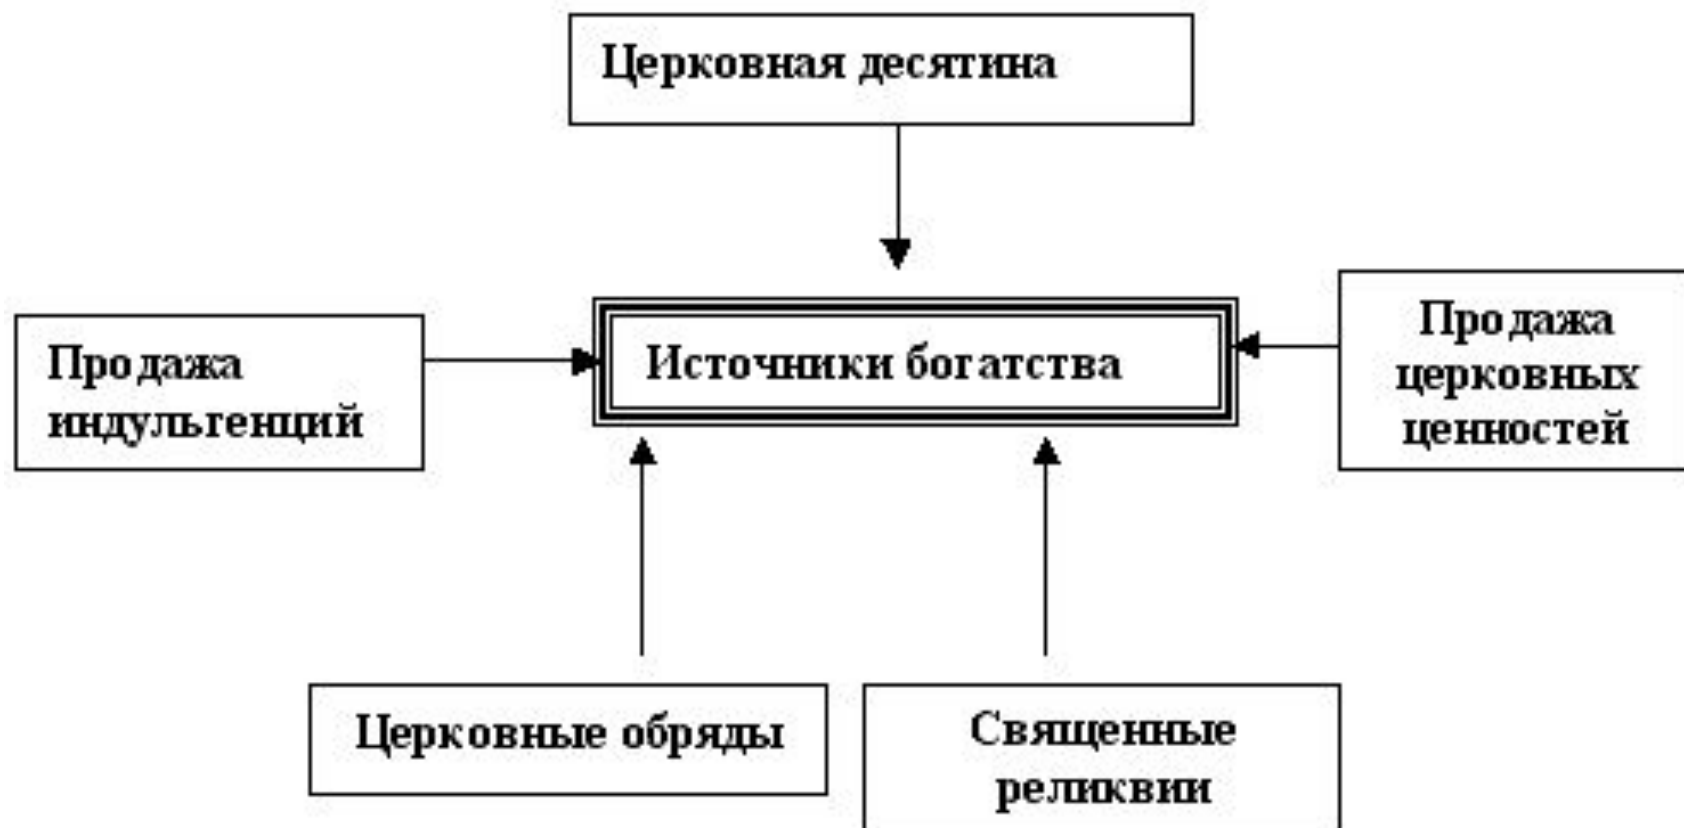 Церковная десятина
Продажа
индульгенций
Источники богатства
Продажа
церковных
ценностей
Церковные обряды
Священные
реликвии